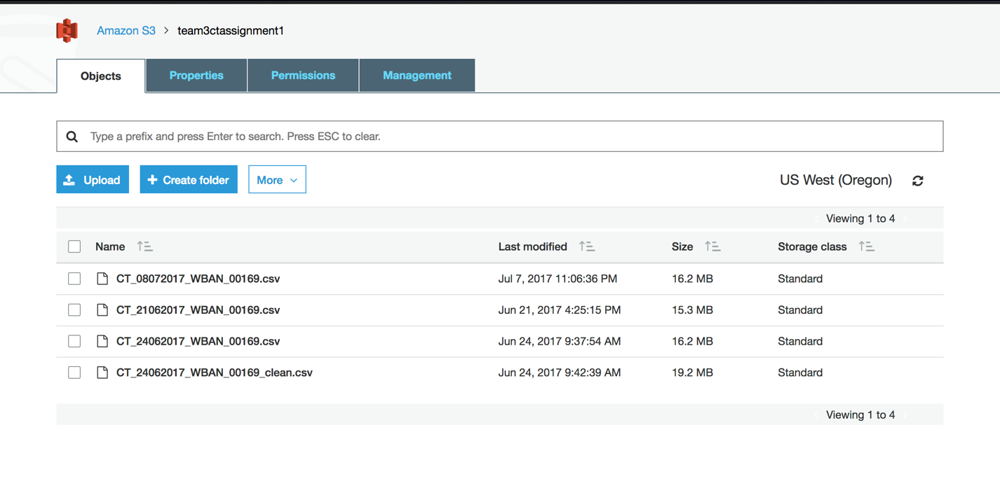 Amazon S3 > team3ctassignment1
Objects Properties Permissions Management
Type a prefix and press Enter to search. Press ESC to clear.
Upload + Create folder More US West (Oregon)
Viewing 1 to 4
Name Last modified Size Storage class
CT_08072017_WBAN_00169.csv Jul 7, 2017 11:06:36 PM 16.2 MB Standard
CT_21062017_WBAN_00169.csv Jun 21, 2017 4:25:15 PM 15.3 MB Standard
CT_24062017_WBAN_00169.csv Jun 24, 2017 9:37:54 AM 16.2 MB Standard
CT_24062017_WBAN_00169_clean.csv Jun 24, 2017 9:42:39 AM 19.2 MB Standard
Viewing 1 to 4